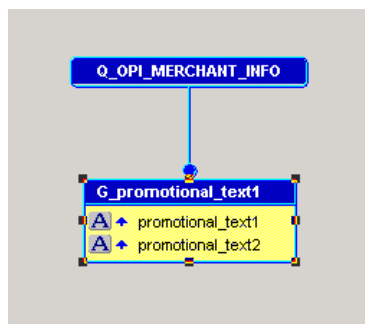 Q_OPI_MERCHANT_INFO
G_promotional_text1
A promotional_text1
A promotional_text2